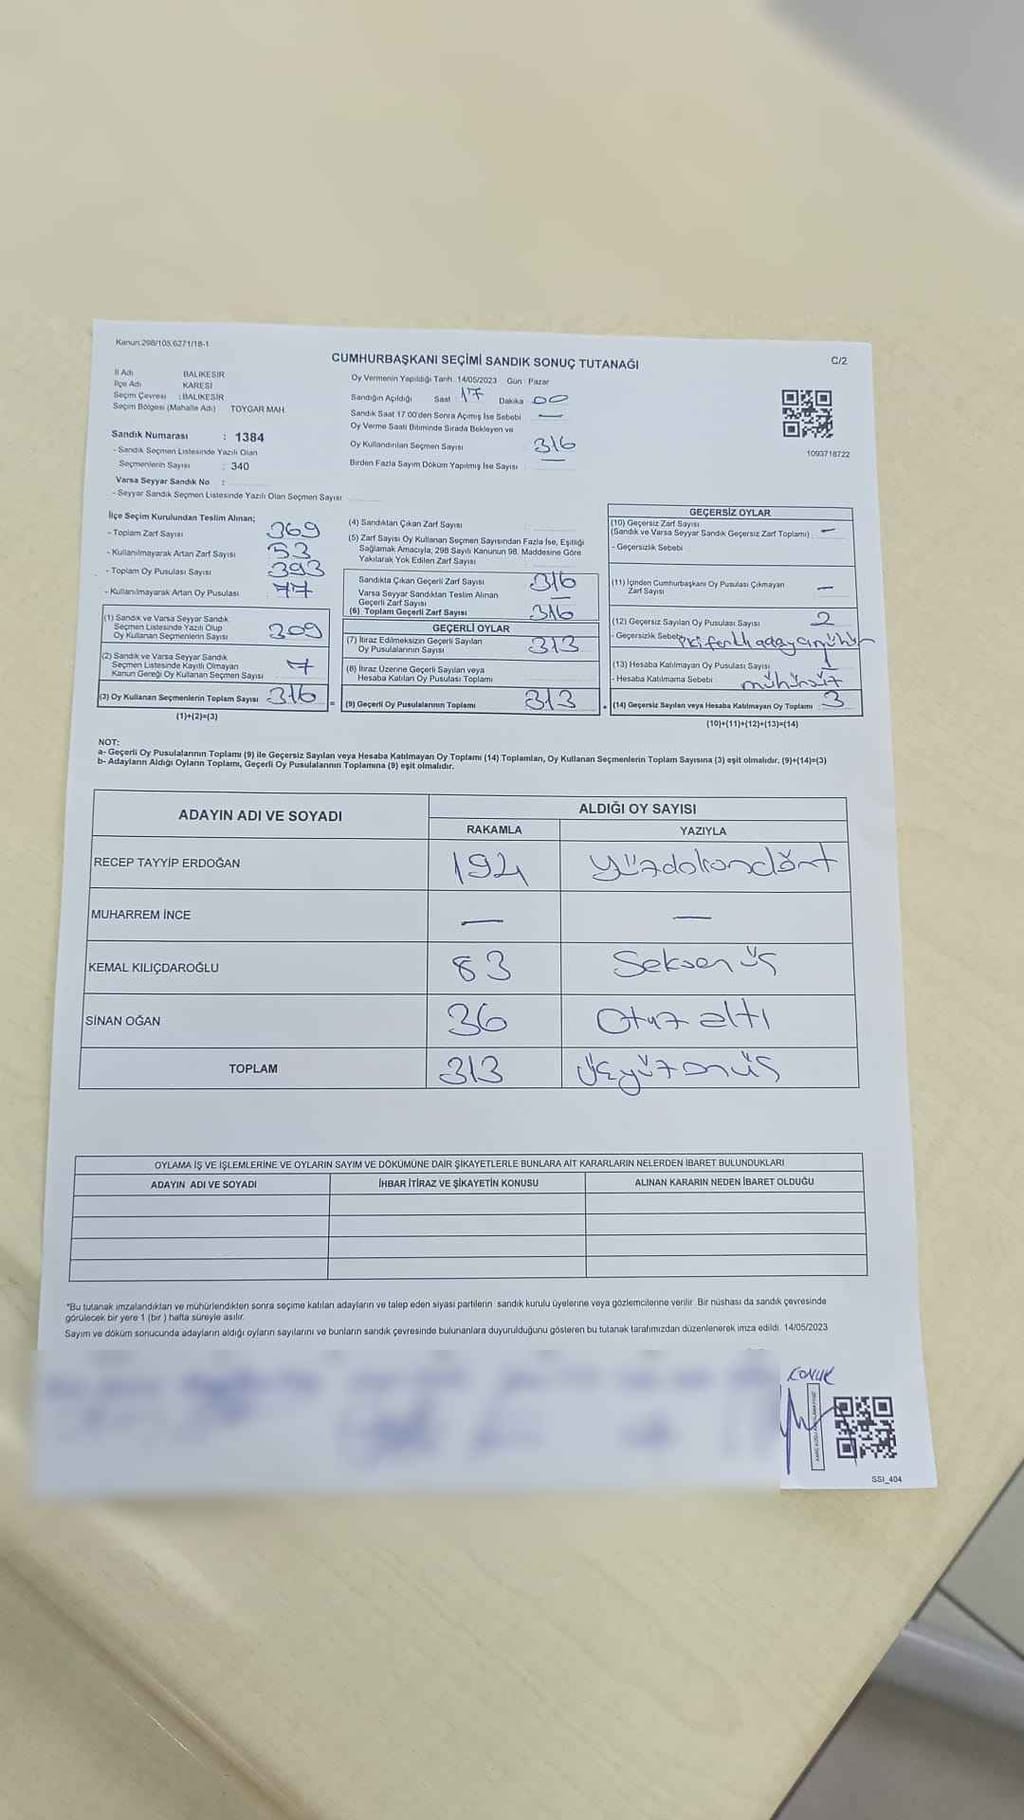 Kanun:298/105,6271/18-1
CUMHURBAŞKANI SEÇİMİ SANDIK SONUÇ TUTANAĞI
C/2
İl Adı BALIKESİR
İlçe Adı KARESİ
Seçim Çevresi : BALIKESİR
Seçim Bölgesi (Mahalle Adı) TOYGAR MAH.
Oy Vermenin Yapıldığı Tarih 14/05/2023 Gün : Pazar
Sandığın Açıldığı Saat 17 Dakika 00
Sandık Saat 17:00'den Sonra Açılmış İse Sebebi —
Oy Verme Saati Bitiminde Sırada Bekleyen ve
Oy Kullandırılan Seçmen Sayısı 316
Birden Fazla Sayım Döküm Yapılmış İse Sayısı —
1093718722
Sandık Numarası : 1384
- Sandık Seçmen Listesinde Yazılı Olan
Seçmenlerin Sayısı : 340
Varsa Seyyar Sandık No :
- Seyyar Sandık Seçmen Listesinde Yazılı Olan Seçmen Sayısı
İlçe Seçim Kurulundan Teslim Alınan;
- Toplam Zarf Sayısı 369
- Kullanılmayarak Artan Zarf Sayısı 53
- Toplam Oy Pusulası Sayısı 393
- Kullanılmayarak Artan Oy Pusulası 77
(1) Sandık ve Varsa Seyyar Sandık
Seçmen Listesinde Yazılı Olup
Oy Kullanan Seçmenlerin Sayısı 309
(2) Sandık ve Varsa Seyyar Sandık
Seçmen Listesinde Kayıtlı Olmayan
Kanun Gereği Oy Kullanan Seçmen Sayısı 7
(3) Oy Kullanan Seçmenlerin Toplam Sayısı 316
(1)+(2)=(3)
(4) Sandıktan Çıkan Zarf Sayısı
(5) Zarf Sayısı Oy Kullanan Seçmen Sayısından Fazla İse, Eşitliği
Sağlamak Amacıyla, 298 Sayılı Kanunun 98. Maddesine Göre
Yakılarak Yok Edilen Zarf Sayısı
Sandıkta Çıkan Geçerli Zarf Sayısı 316
Varsa Seyyar Sandıktan Teslim Alınan
Geçerli Zarf Sayısı —
(6) Toplam Geçerli Zarf Sayısı 316
GEÇERLİ OYLAR
(7) İtiraz Edilmeksizin Geçerli Sayılan
Oy Pusulalarının Sayısı 313
(8) İtiraz Üzerine Geçerli Sayılan veya
Hesaba Katılan Oy Pusulası Toplamı
(9) Geçerli Oy Pusulalarının Toplamı 313
GEÇERSİZ OYLAR
(10) Geçersiz Zarf Sayısı
(Sandık ve Varsa Seyyar Sandık Geçersiz Zarf Toplamı) —
- Geçersizlik Sebebi
(11) İçinden Cumhurbaşkanı Oy Pusulası Çıkmayan
Zarf Sayısı —
(12) Geçersiz Sayılan Oy Pusulası Sayısı 2
- Geçersizlik Sebebi
(13) Hesaba Katılmayan Oy Pusulası Sayısı 1
- Hesaba Katılmama Sebebi
(14) Geçersiz Sayılan veya Hesaba Katılmayan Oy Toplamı 3
(10)+(11)+(12)+(13)=(14)
NOT:
a- Geçerli Oy Pusulalarının Toplamı (9) ile Geçersiz Sayılan veya Hesaba Katılmayan Oy Toplamı (14) Toplamları, Oy Kullanan Seçmenlerin Toplam Sayısına (3) eşit olmalıdır. (9)+(14)=(3)
b- Adayların Aldığı Oyların Toplamı, Geçerli Oy Pusulalarının Toplamına (9) eşit olmalıdır.
ADAYIN ADI VE SOYADI ALDIĞI OY SAYISI
RAKAMLA YAZIYLA
RECEP TAYYİP ERDOĞAN 194 yüzdoksandört
MUHARREM İNCE — —
KEMAL KILIÇDAROĞLU 83 Seksen üç
SİNAN OĞAN 36 Otuz altı
TOPLAM 313 üçyüzonüç
OYLAMA İŞ VE İŞLEMLERİNE VE OYLARIN SAYIM VE DÖKÜMÜNE DAİR ŞİKAYETLERLE BUNLARA AİT KARARLARIN NELERDEN İBARET BULUNDUKLARI
ADAYIN ADI VE SOYADI İHBAR İTİRAZ VE ŞİKAYETİN KONUSU ALINAN KARARIN NEDEN İBARET OLDUĞU
"Bu tutanak imzalandıktan ve mühürlendikten sonra seçime katılan adayların ve talep eden siyasi partilerin sandık kurulu üyelerine veya gözlemcilerine verilir. Bir nüshası da sandık çevresinde
görülecek bir yere 1 (bir) hafta süreyle asılır.
Sayım ve döküm sonucunda adayların aldığı oyların sayılarını ve bunların sandık çevresinde bulunanlara duyurulduğunu gösteren bu tutanak tarafımızdan düzenlenerek imza edildi. 14/05/2023
SSI_404